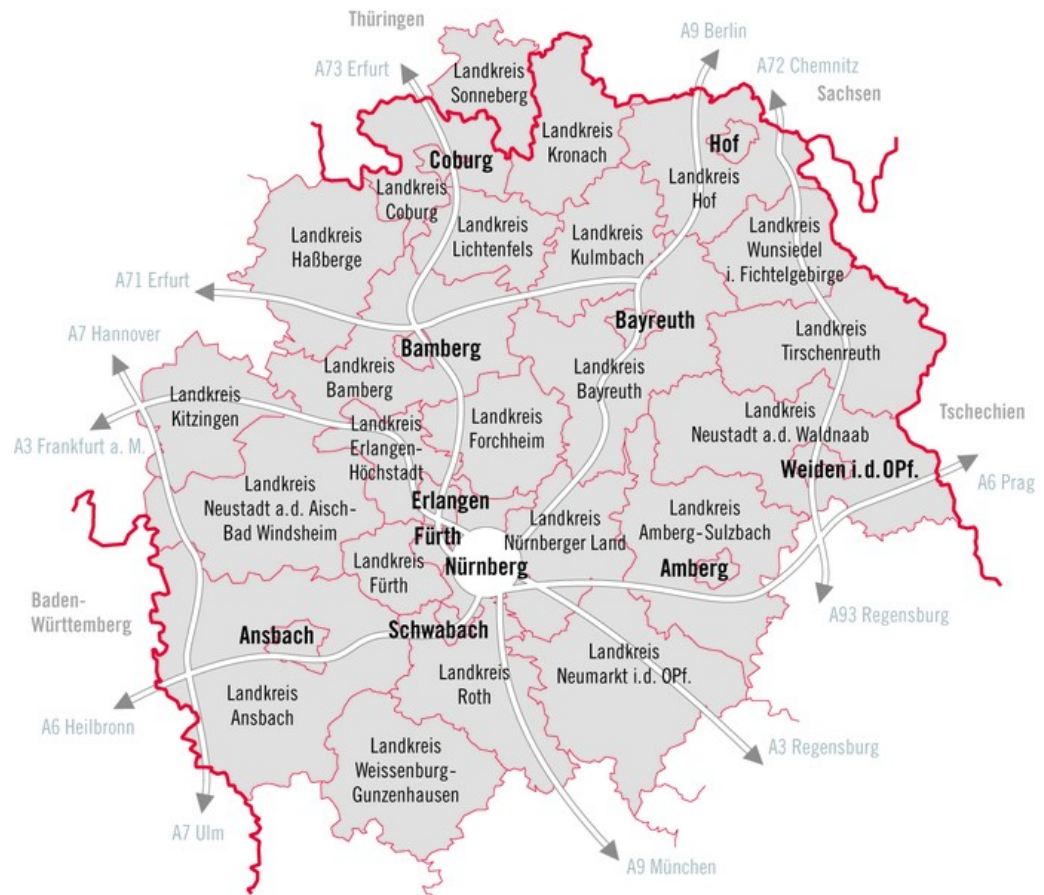 Thüringen
A9 Berlin
A73 Erfurt
A72 Chemnitz
Sachsen
Landkreis
Sonneberg
Landkreis
Kronach
Hof
Coburg
Landkreis
Hof
Landkreis
Coburg
Landkreis
Lichtenfels
Landkreis
Kulmbach
Landkreis
Wunsiedel
i. Fichtelgebirge
Landkreis
Haßberge
A71 Erfurt
A7 Hannover
Bayreuth
Bamberg
Landkreis
Tirschenreuth
Landkreis
Bamberg
Landkreis
Bayreuth
Landkreis
Kitzingen
A3 Frankfurt a. M.
Landkreis
Erlangen-
Höchstadt
Landkreis
Forchheim
Landkreis
Neustadt a.d. Waldnaab
Tschechien
Weiden i.d.OPf.
A6 Prag
Landkreis
Neustadt a.d. Aisch-
Bad Windsheim
Erlangen
Fürth
Landkreis
Nürnberger Land
Landkreis
Amberg-Sulzbach
Nürnberg
Amberg
Landkreis
Fürth
Baden-
Württemberg
A93 Regensburg
Ansbach
Schwabach
Landkreis
Neumarkt i.d. OPf.
Landkreis
Roth
Landkreis
Ansbach
A6 Heilbronn
A3 Regensburg
Landkreis
Weissenburg-
Gunzenhausen
A7 Ulm
A9 München